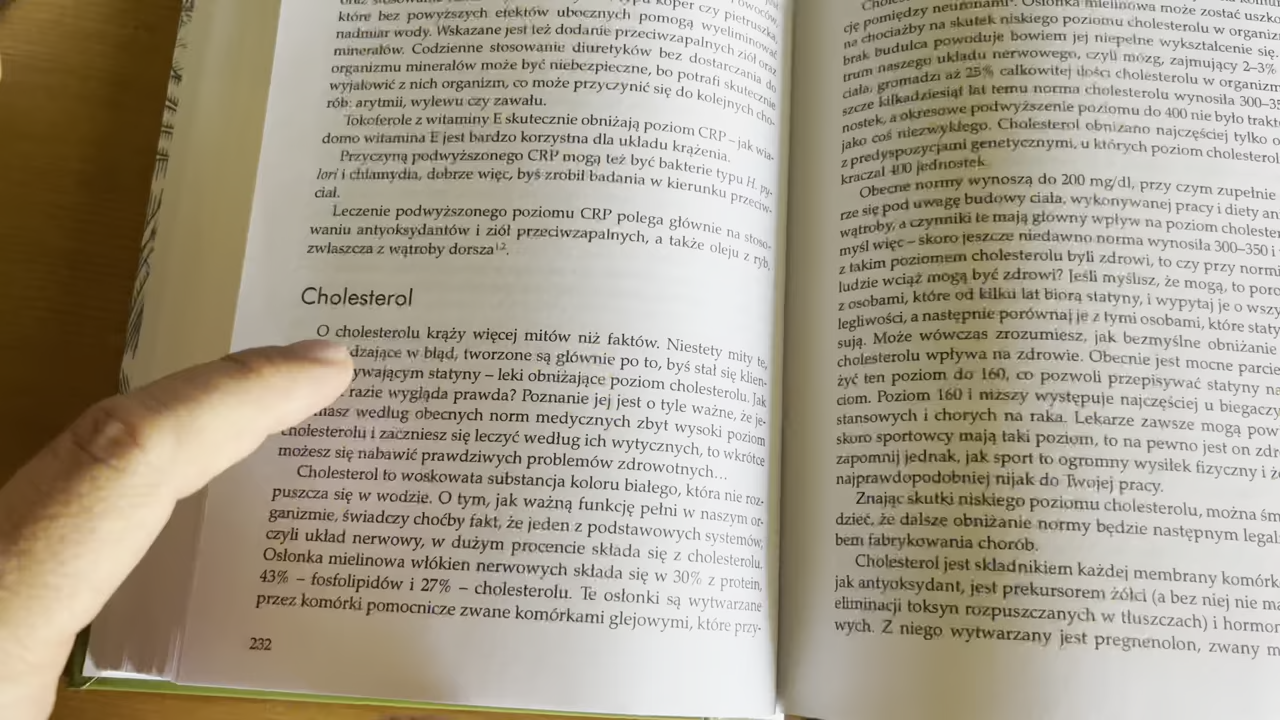 koper czy pietruszka,
które bez powyższych efektów ubocznych pomogą wyeliminować
nadmiar wody. Wskazane jest też dodanie przeciwzapalnych ziół oraz
minerałów. Codzienne stosowanie diuretyków bez dostarczania do
organizmu minerałów może być niebezpieczne, bo potrafi skutecznie
wyjałowić z nich organizm, co może przyczynić się do kolejnych cho-
rób: arytmii, wylewu czy zawału.
Tokoferole z witaminy E skutecznie obniżają poziom CRP – jak wia-
domo witamina E jest bardzo korzystna dla układu krążenia.
Przyczyną podwyższonego CRP mogą też być bakterie typu H. py-
lori i chlamydia, dobrze więc, byś zrobił badania w kierunku przeciw-
ciał.
Leczenie podwyższonego poziomu CRP polega głównie na stoso-
waniu antyoksydantów i ziół przeciwzapalnych, a także oleju z ryb,
zwłaszcza z wątroby dorsza¹·².
Cholesterol
O cholesterolu krąży więcej mitów niż faktów. Niestety mity te,
dzające w błąd, tworzone są głównie po to, byś stał się klien-
ywającym statyny – leki obniżające poziom cholesterolu. Jak
razie wygląda prawda? Poznanie jej jest o tyle ważne, że je-
masz według obecnych norm medycznych zbyt wysoki poziom
cholesterolu i zaczniesz się leczyć według ich wytycznych, to wkrótce
możesz się nabawić prawdziwych problemów zdrowotnych…
Cholesterol to woskowata substancja koloru białego, która nie roz-
puszcza się w wodzie. O tym, jak ważną funkcję pełni w naszym or-
ganizmie, świadczy choćby fakt, że jeden z podstawowych systemów,
czyli układ nerwowy, w dużym procencie składa się z cholesterolu.
Osłonka mielinowa włókien nerwowych składa się w 30% z protein,
43% – fosfolipidów i 27% – cholesterolu. Te osłonki są wytwarzane
przez komórki pomocnicze zwane komórkami glejowymi, które przy-
232
cję pomiędzy neuronami. Osłonka mielinowa może zostać uszko
na chociażby na skutek niskiego poziomu cholesterolu w organiz
brak budulca powoduje bowiem jej niepełne wykształcenie się.
trum naszego układu nerwowego, czyli mózg, zajmujący 2–3%
ciała, gromadzi aż 25% całkowitej ilości cholesterolu w organizm
szcze kilkadziesiąt lat temu norma cholesterolu wynosiła 300–35
nostek, a okresowe podwyższenie poziomu do 400 nie było trakt
jako coś niezwykłego. Cholesterol obniżano najczęściej tylko o
z predyspozycjami genetycznymi, u których poziom cholesterol
kraczał 400 jednostek.
Obecne normy wynoszą do 200 mg/dl, przy czym zupełnie
rze się pod uwagę budowy ciała, wykonywanej pracy i diety an
wątroby, a czynniki te mają główny wpływ na poziom cholester
myśl więc – skoro jeszcze niedawno norma wynosiła 300–350 i
z takim poziomem cholesterolu byli zdrowi, to czy przy normi
ludzie wciąż mogą być zdrowi? Jeśli myślisz, że mogą, to poro
z osobami, które od kilku lat biorą statyny, i wypytaj je o wszy
legliwości, a następnie porównaj je z tymi osobami, które staty
sują. Może wówczas zrozumiesz, jak bezmyślne obniżanie
cholesterolu wpływa na zdrowie. Obecnie jest mocne parcie
żyć ten poziom do 160, co pozwoli przepisywać statyny na
ciom. Poziom 160 i niższy występuje najczęściej u biegaczy
stansowych i chorych na raka. Lekarze zawsze mogą pow
skoro sportowcy mają taki poziom, to na pewno jest on zdr
zapomnij jednak, jak sport to ogromny wysiłek fizyczny i ż
najprawdopodobniej nijak do Twojej pracy.
Znając skutki niskiego poziomu cholesterolu, można śm
dzieć, że dalsze obniżanie normy będzie następnym legal
bem fabrykowania chorób.
Cholesterol jest składnikiem każdej membrany komórk
jak antyoksydant, jest prekursorem żółci (a bez niej nie ma
eliminacji toksyn rozpuszczanych w tłuszczach) i hormon
wych. Z niego wytwarzany jest pregnenolon, zwany m